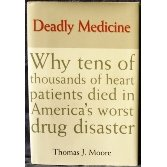 Deadly Medicine
Why tens of
thousands of heart
patients died in
America's worst
drug disaster
Thomas J. Moore